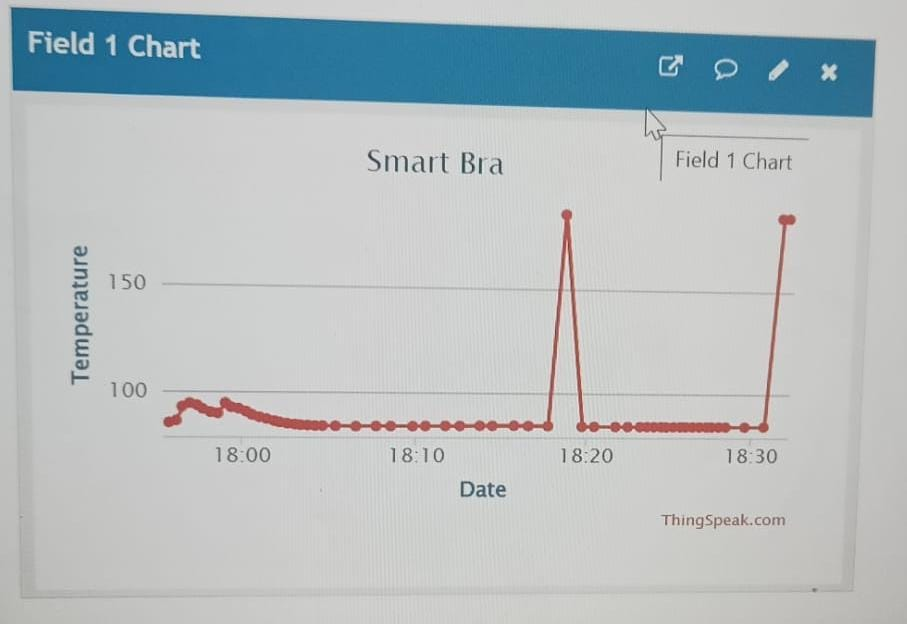 Field 1 Chart
Smart Bra
Field 1 Chart
Temperature
150
100
18:00
18:10
18:20
18:30
Date
ThingSpeak.com